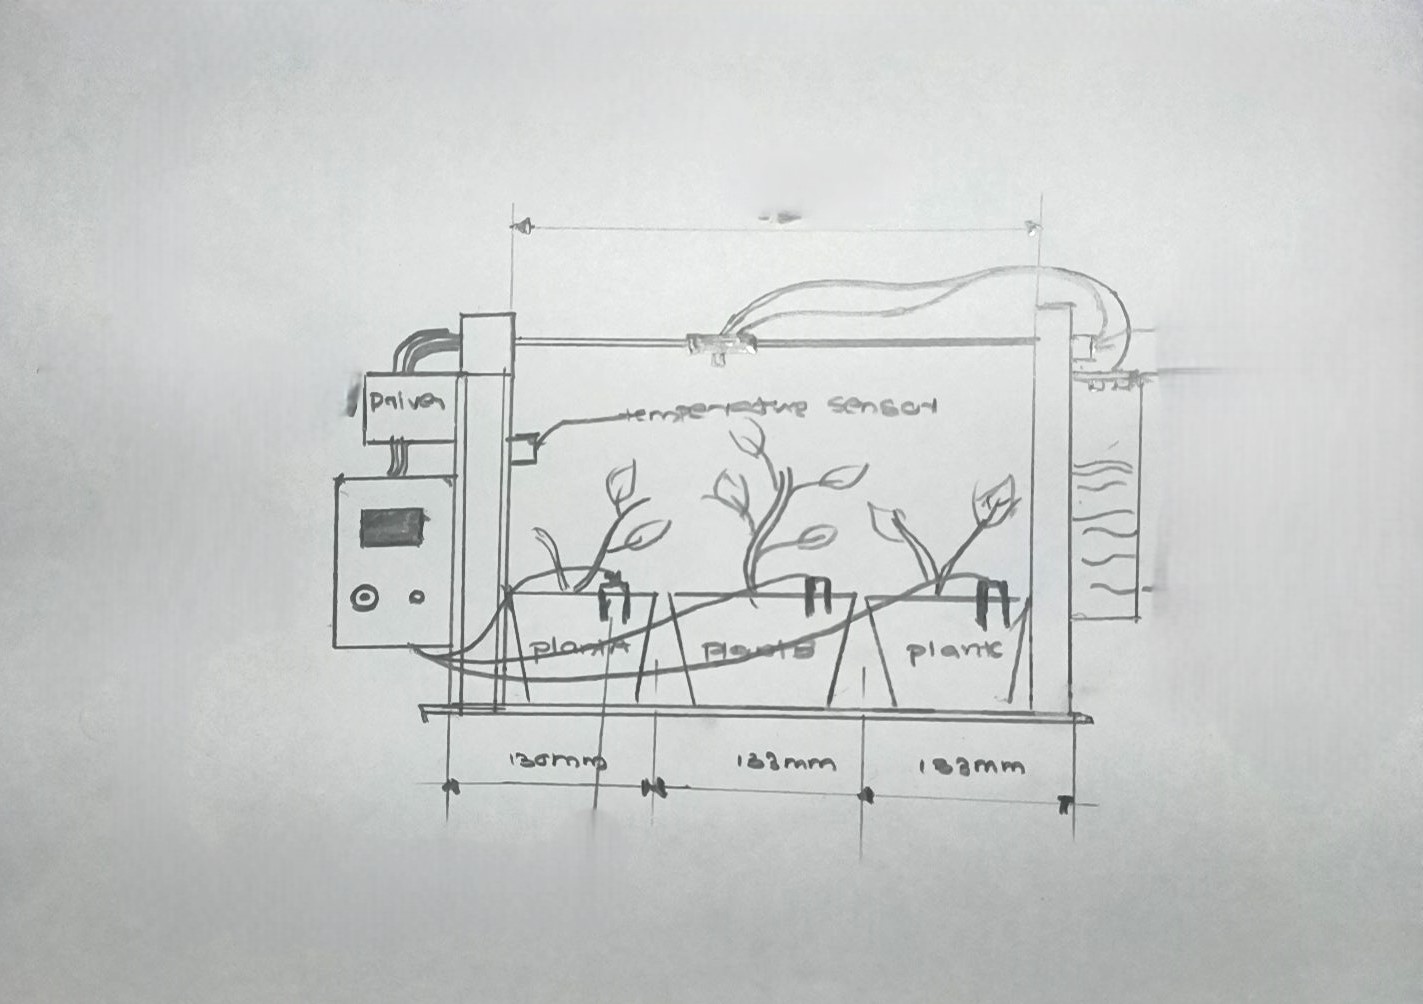 Driver
temperature sensor
plantA
plantB
plantC
130mm
133mm
133mm